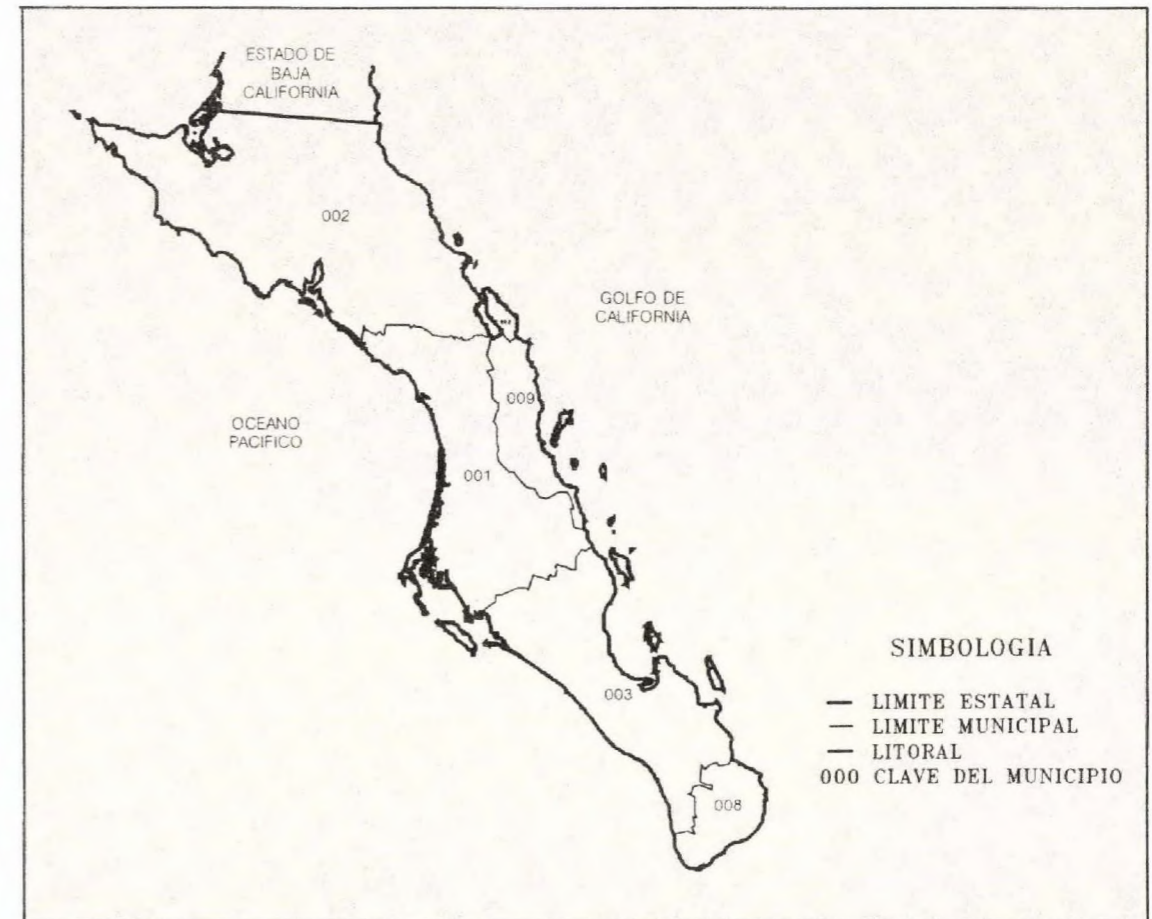 ESTADO DE
BAJA
CALIFORNIA
002
GOLFO DE
CALIFORNIA
009
OCEANO
PACIFICO
001
SIMBOLOGIA
003
LIMITE ESTATAL
LIMITE MUNICIPAL
LITORAL
000 CLAVE DEL MUNICIPIO
008